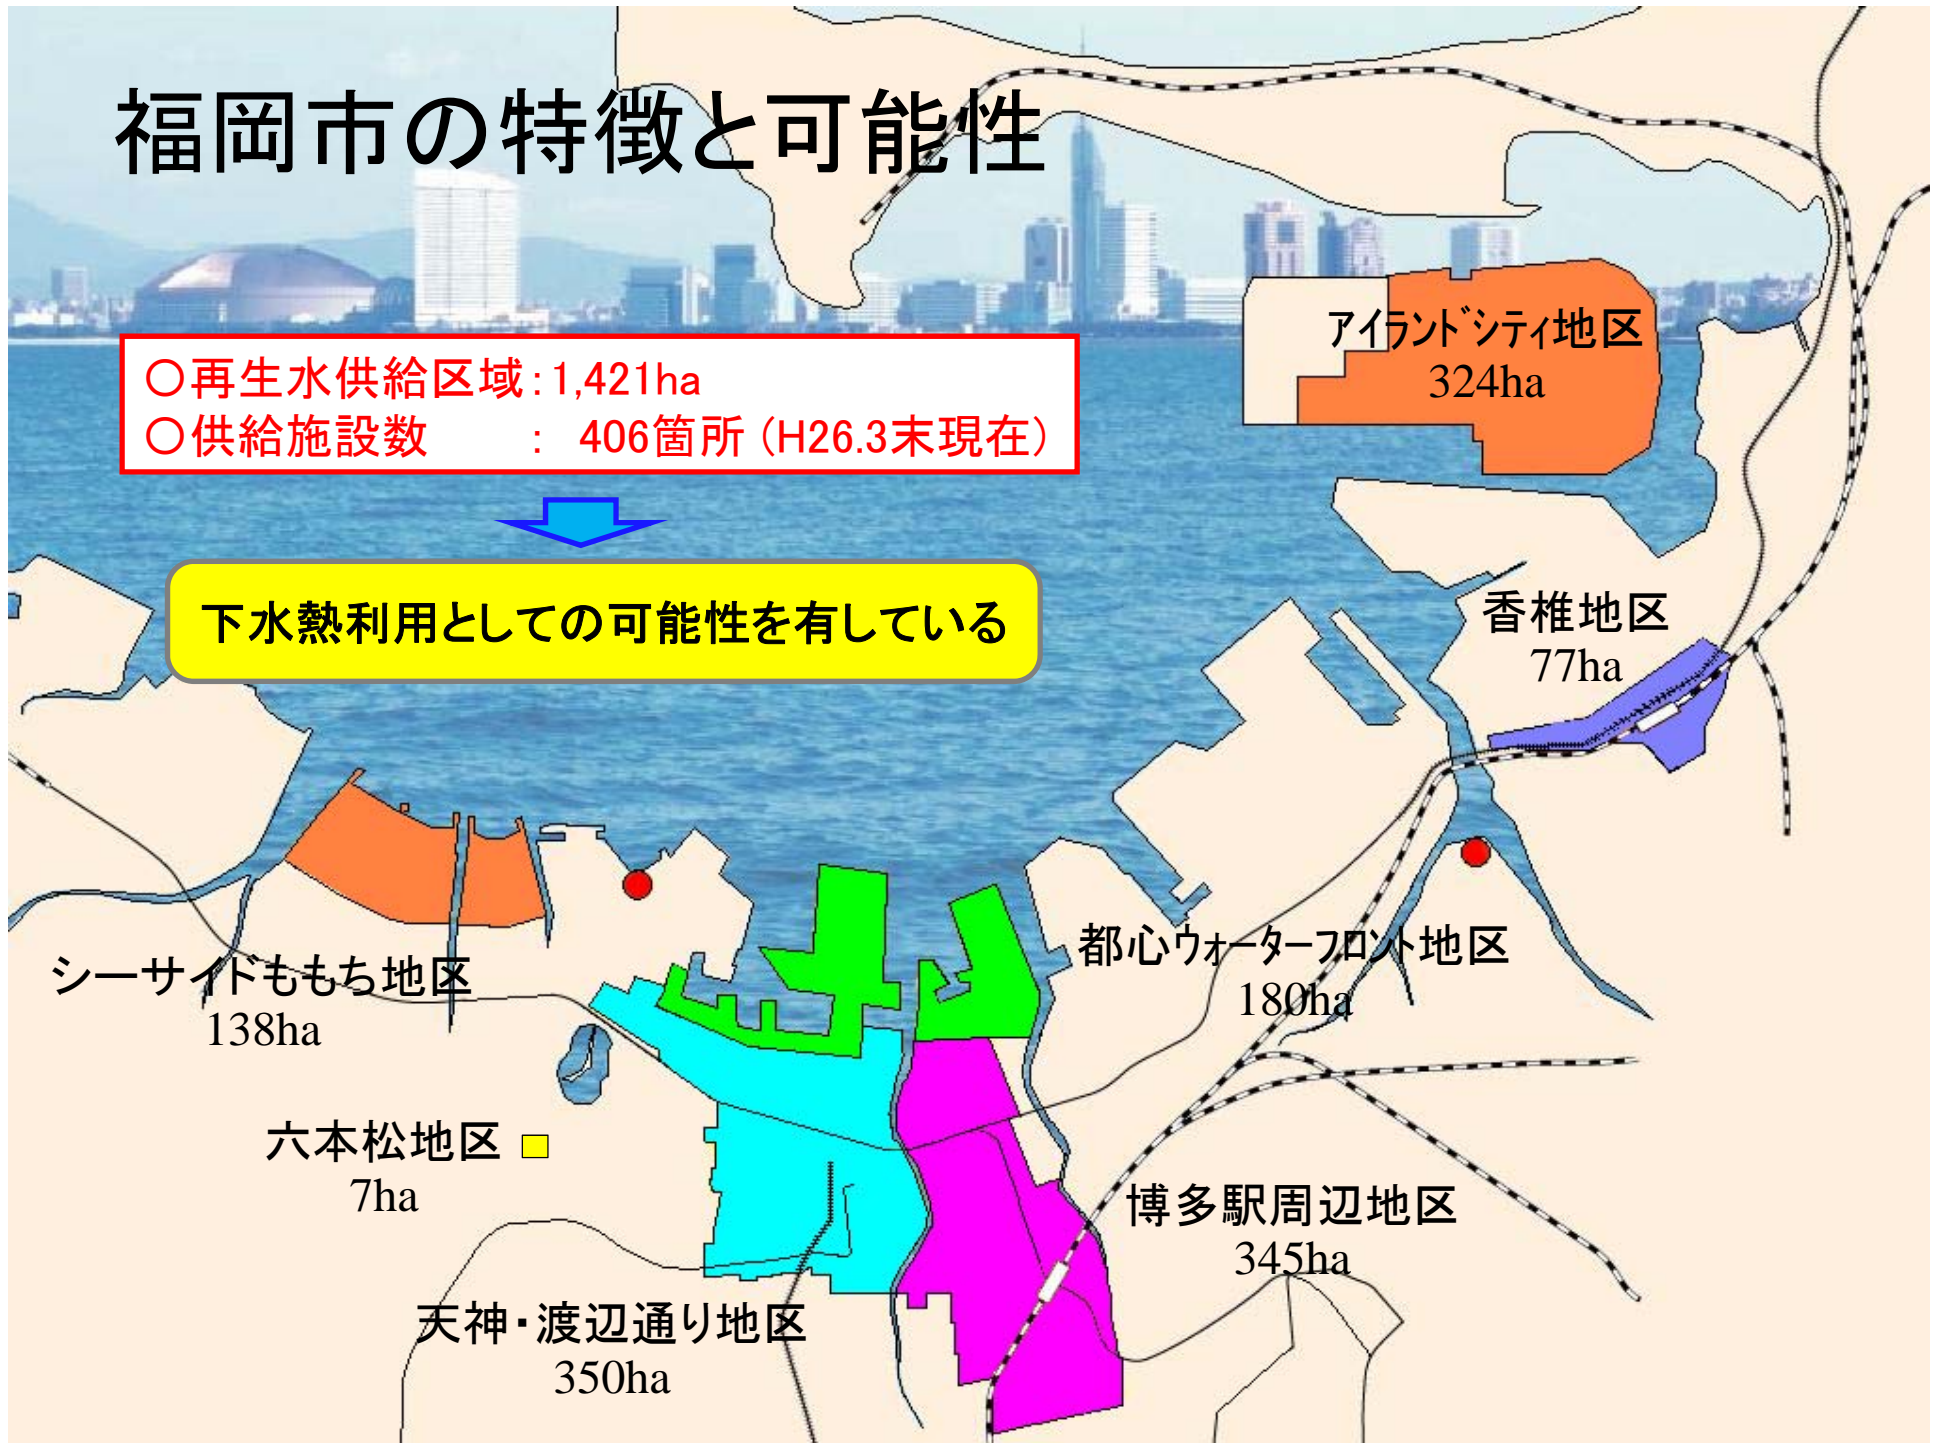 福岡市の特徴と可能性
○再生水供給区域:1,421ha
○供給施設数 : 406箇所(H26.3末現在)
下水熱利用としての可能性を有している
アイランドシティ地区
324ha
香椎地区
77ha
都心ウォーターフロント地区
180ha
シーサイドももち地区
138ha
六本松地区
7ha
博多駅周辺地区
345ha
天神・渡辺通り地区
350ha